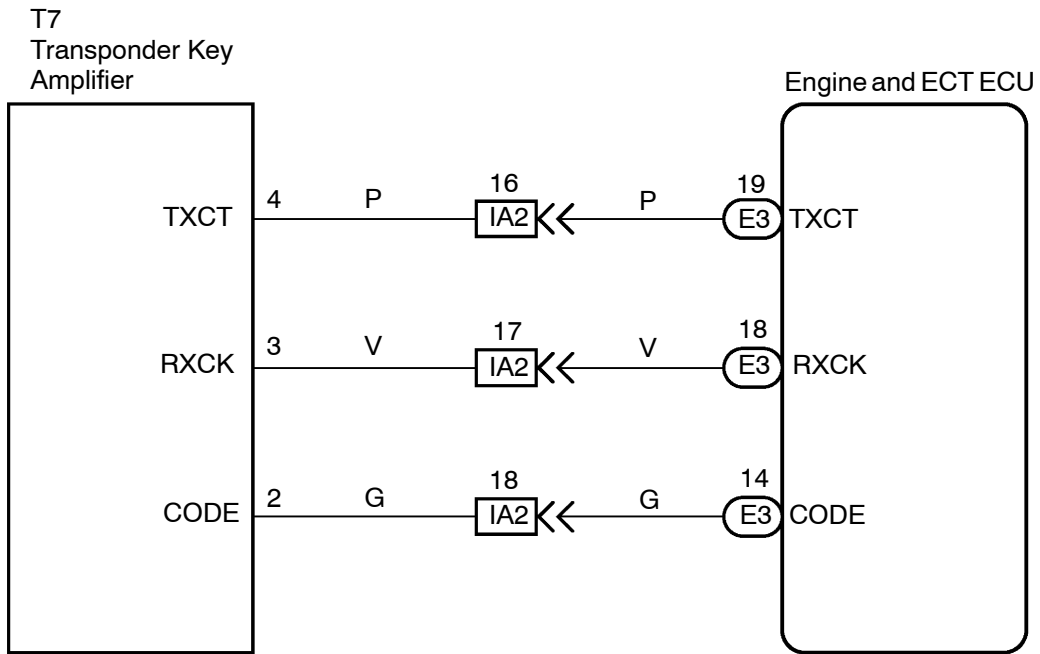 T7
Transponder Key
Amplifier
Engine and ECT ECU
TXCT 4 P 16 IA2 P 19 E3 TXCT
RXCK 3 V 17 IA2 V 18 E3 RXCK
CODE 2 G 18 IA2 G 14 E3 CODE